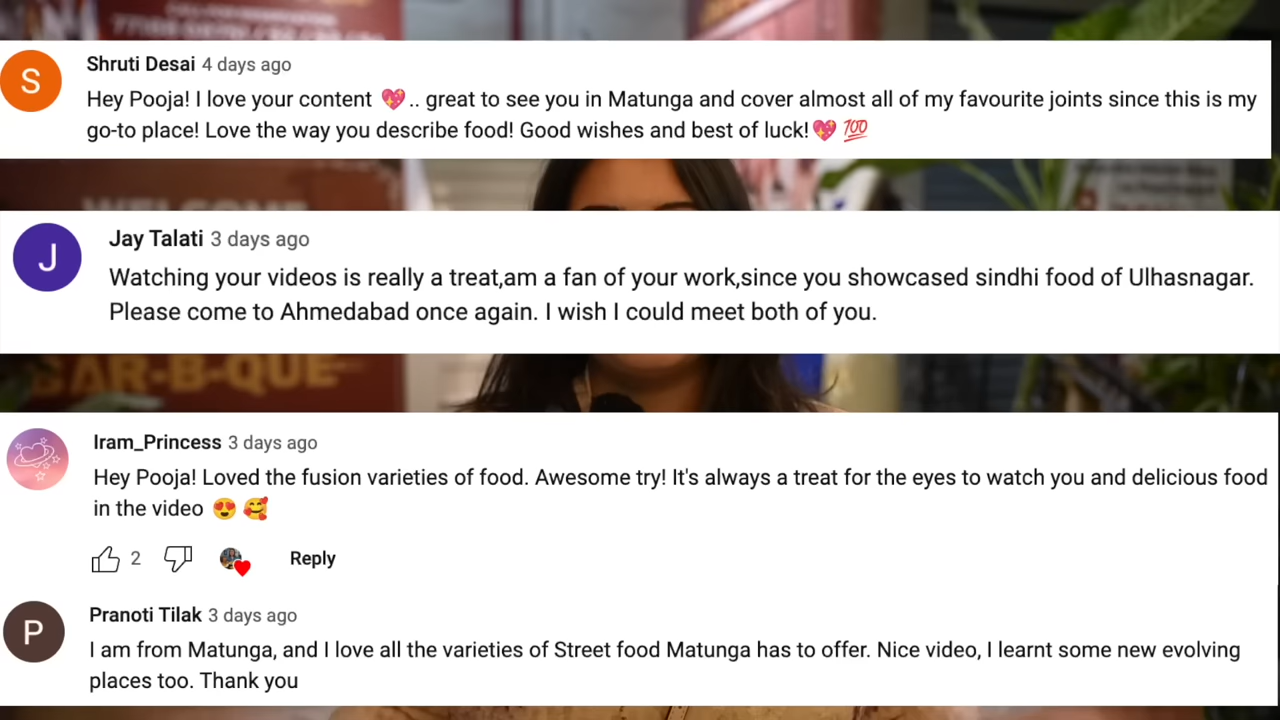 S
Shruti Desai 4 days ago
Hey Pooja! I love your content 💖.. great to see you in Matunga and cover almost all of my favourite joints since this is my
go-to place! Love the way you describe food! Good wishes and best of luck!💖 💯
WELCOME
J
Jay Talati 3 days ago
Watching your videos is really a treat,am a fan of your work,since you showcased sindhi food of Ulhasnagar.
Please come to Ahmedabad once again. I wish I could meet both of you.
BAR-B-QUE
Iram_Princess 3 days ago
Hey Pooja! Loved the fusion varieties of food. Awesome try! It's always a treat for the eyes to watch you and delicious food
in the video 😍 🥰
2 Reply
P
Pranoti Tilak 3 days ago
I am from Matunga, and I love all the varieties of Street food Matunga has to offer. Nice video, I learnt some new evolving
places too. Thank you